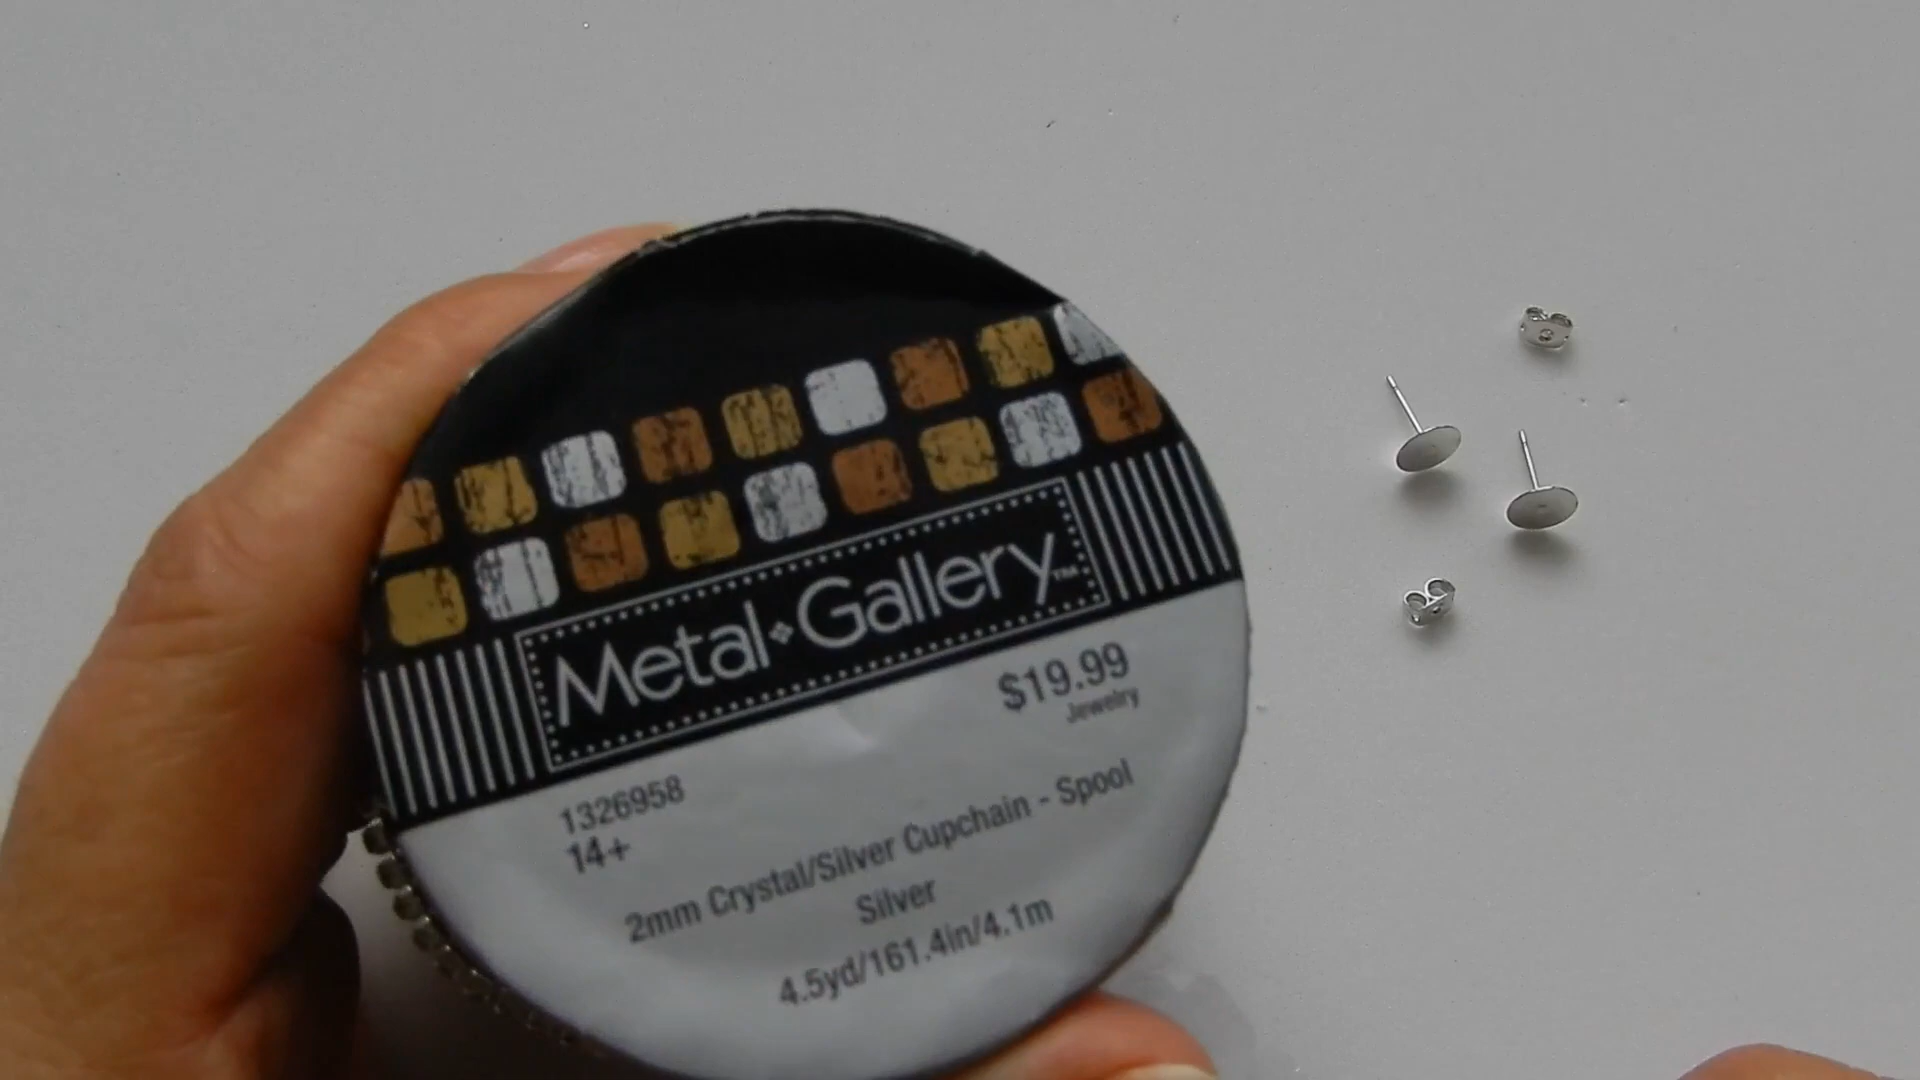 Metal Gallery™
$19.99
Jewelry
1326958
14+
2mm Crystal/Silver Cupchain - Spool
Silver
4.5yd/161.4in/4.1m